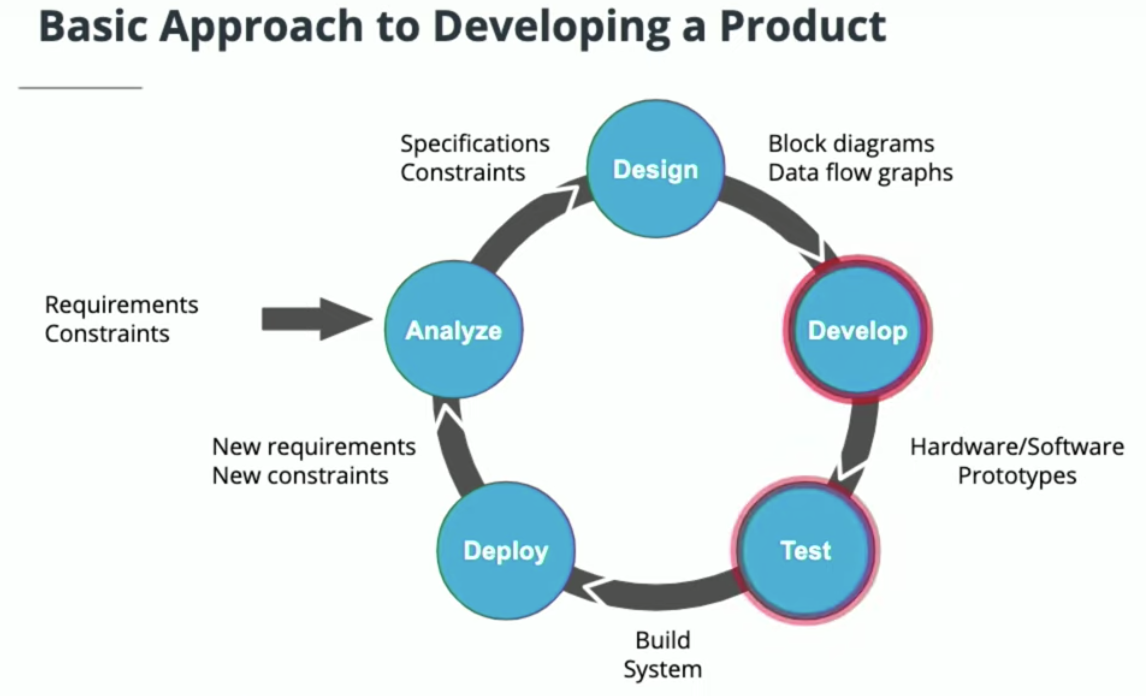 Basic Approach to Developing a Product
Specifications
Constraints
Design
Block diagrams
Data flow graphs
Requirements
Constraints
Analyze
Develop
New requirements
New constraints
Hardware/Software
Prototypes
Deploy
Test
Build
System